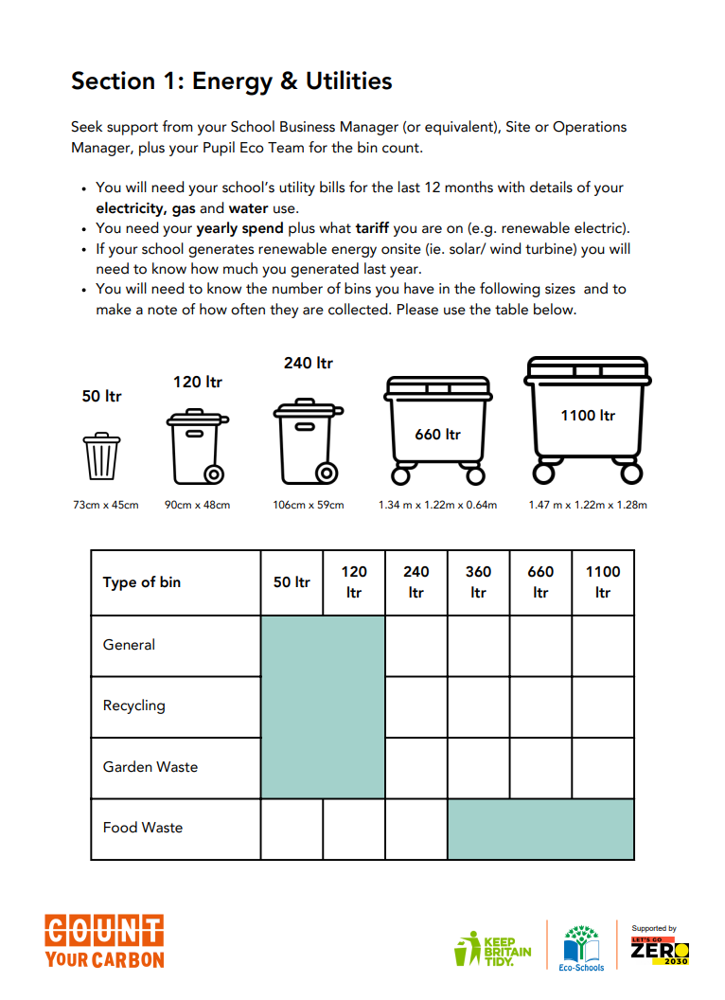 Section 1: Energy & Utilities
Seek support from your School Business Manager (or equivalent), Site or Operations
Manager, plus your Pupil Eco Team for the bin count.
• You will need your school's utility bills for the last 12 months with details of your
electricity, gas and water use.
• You need your yearly spend plus what tariff you are on (e.g. renewable electric).
• If your school generates renewable energy onsite (ie. solar/ wind turbine) you will
need to know how much you generated last year.
• You will need to know the number of bins you have in the following sizes  and to
make a note of how often they are collected. Please use the table below.
50 ltr
120 ltr
240 ltr
660 ltr
1100 ltr
73cm x 45cm
90cm x 48cm
106cm x 59cm
1.34 m x 1.22m x 0.64m
1.47 m x 1.22m x 1.28m
Type of bin
50 ltr
120
ltr
240
ltr
360
ltr
660
ltr
1100
ltr
General
Recycling
Garden Waste
Food Waste
COUNT
YOUR CARBON
KEEP
BRITAIN
TIDY.
Eco-Schools
Supported by
LET'S GO
ZERO
2030